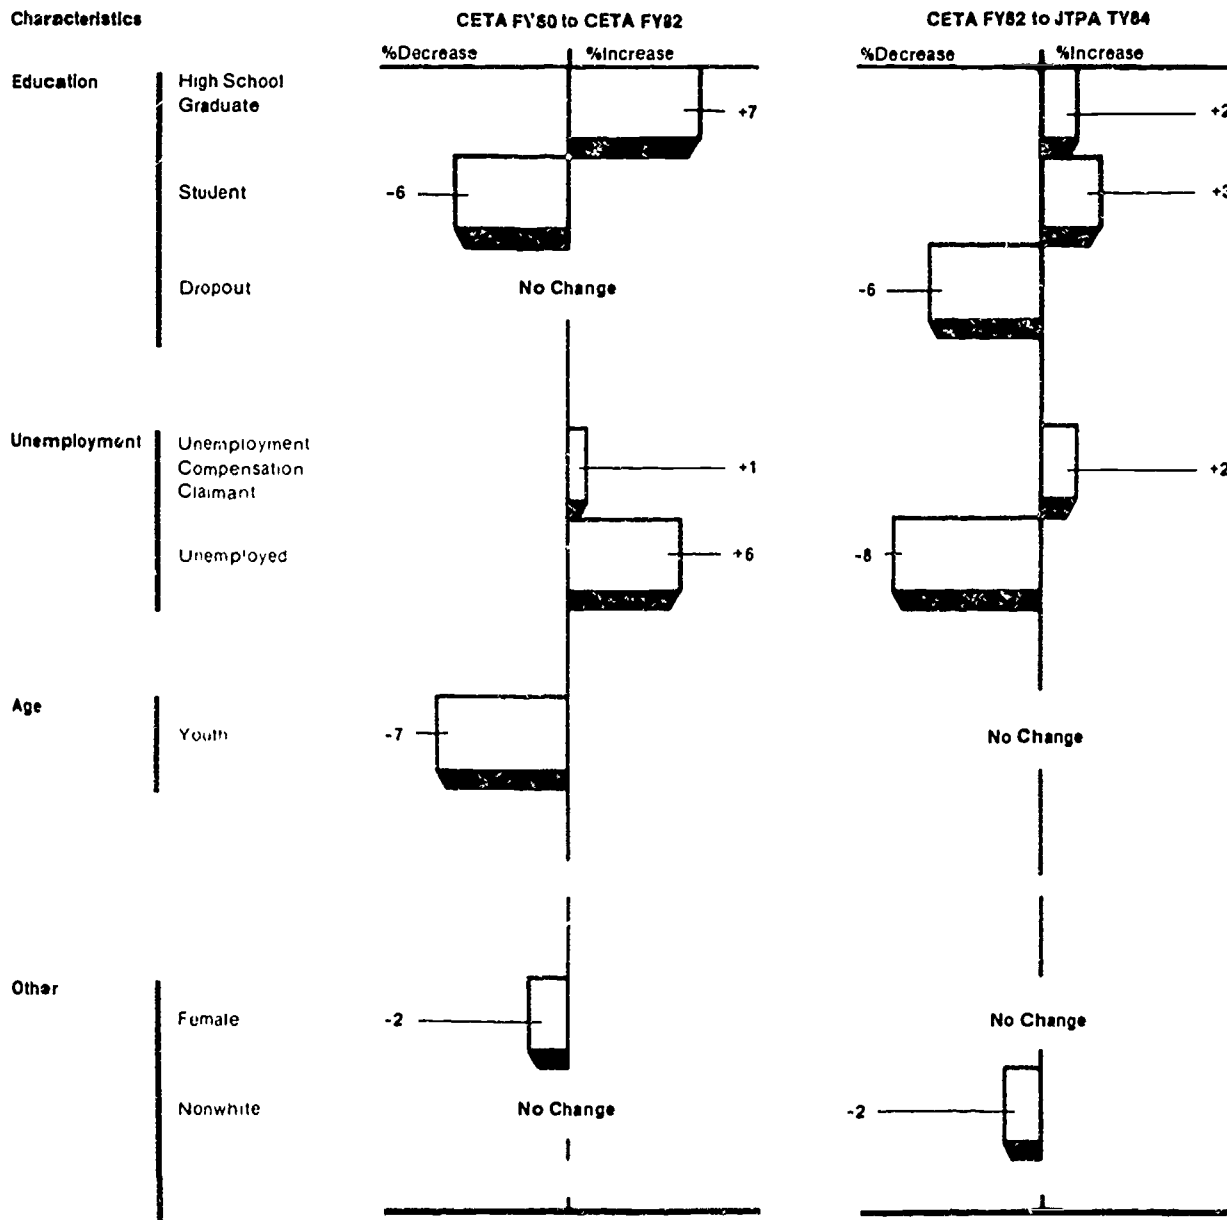 Characteristics
CETA FY80 to CETA FY82
CETA FY82 to JTPA TY84
%Decrease %Increase
%Decrease %Increase
Education
High School
Graduate
+7
+2
Student
-6
+3
Dropout
No Change
-6
Unemployment
Unemployment
Compensation
Claimant
+1
+2
Unemployed
+6
-8
Age
Youth
-7
No Change
Other
Female
-2
No Change
Nonwhite
No Change
-2